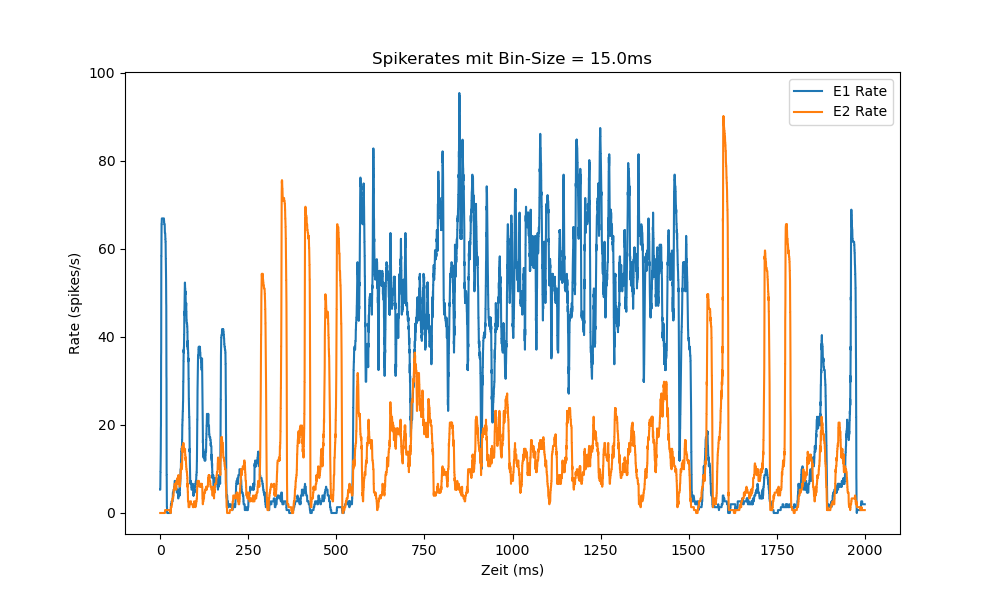 Spikerates mit Bin-Size = 15.0ms
E1 Rate
E2 Rate
Rate (spikes/s)
100
80
60
40
20
0
0 250 500 750 1000 1250 1500 1750 2000
Zeit (ms)